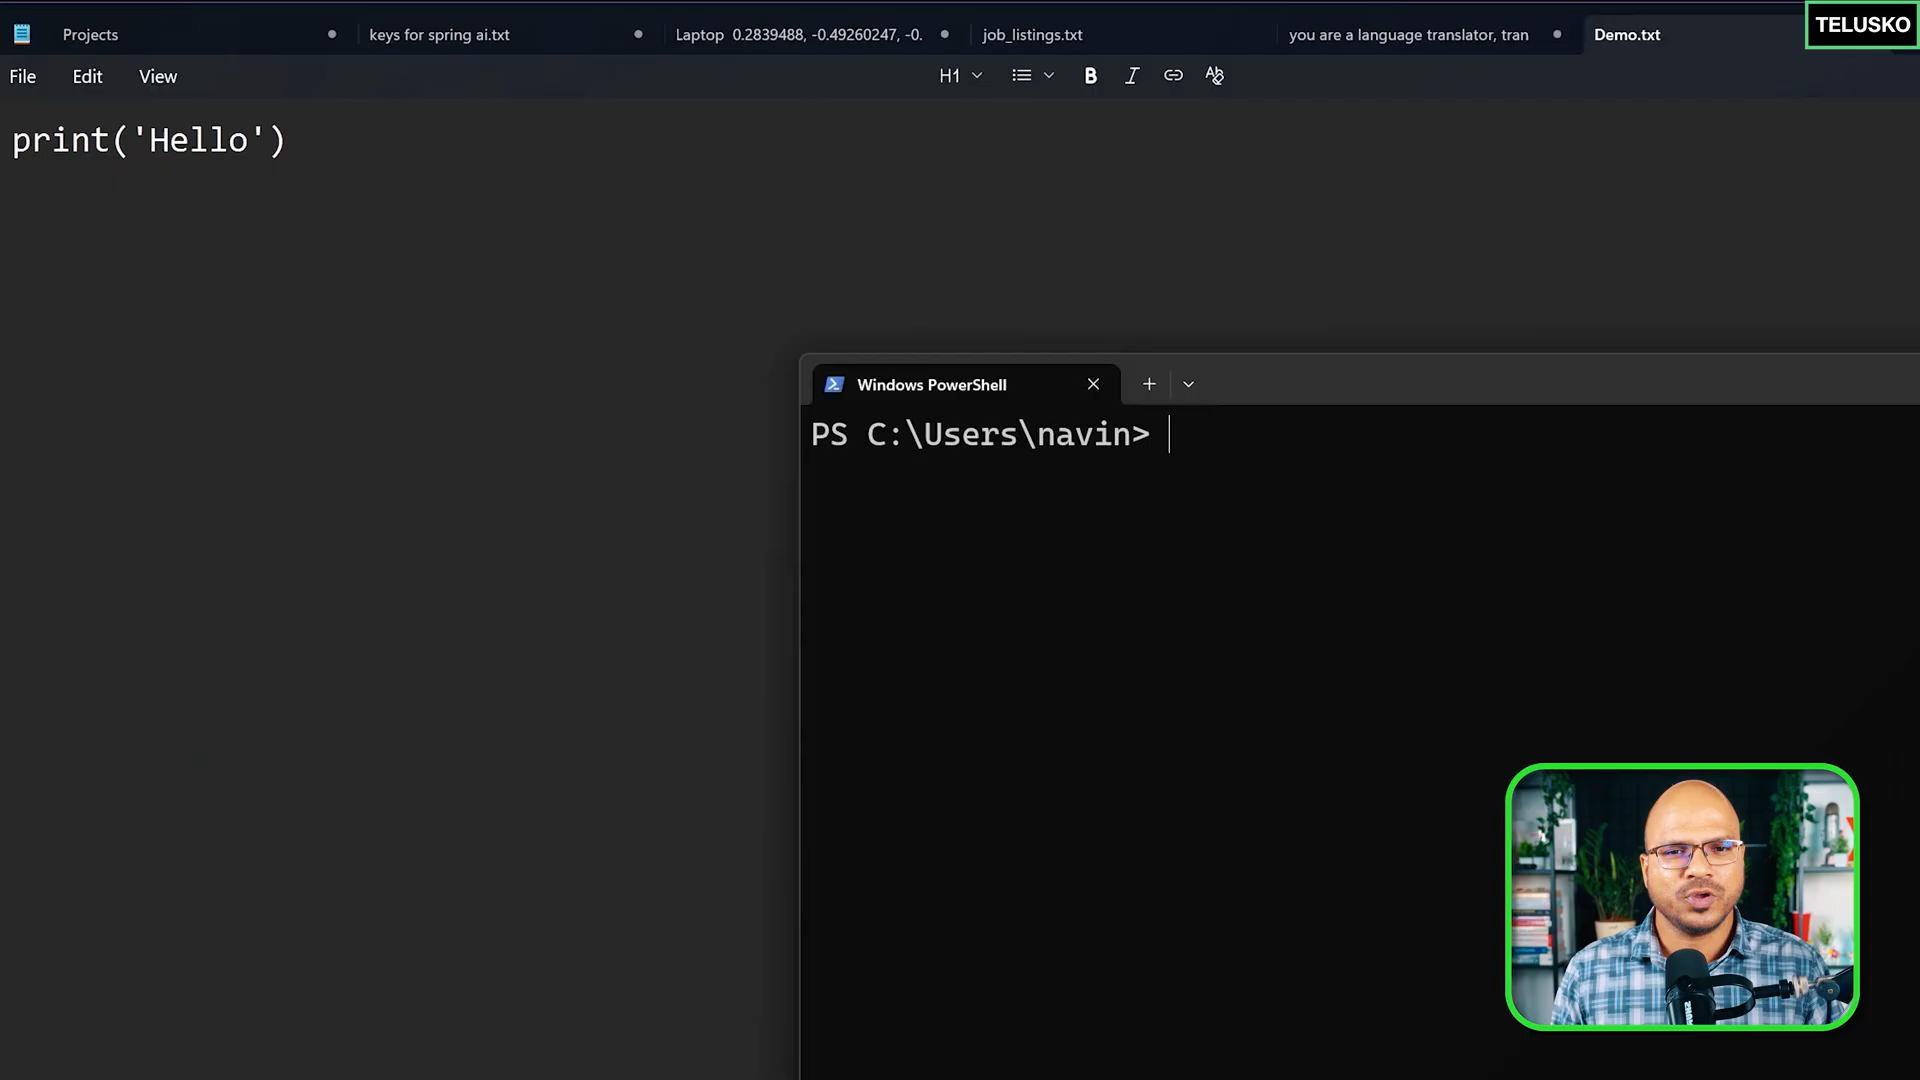 Projects
keys for spring ai.txt
Laptop 0.2839488, -0.49260247, -0.
job_listings.txt
you are a language translator, tran
Demo.txt
TELUSKO
File
Edit
View
H1
B
I
print('Hello')
Windows PowerShell
PS C:\Users\navin>